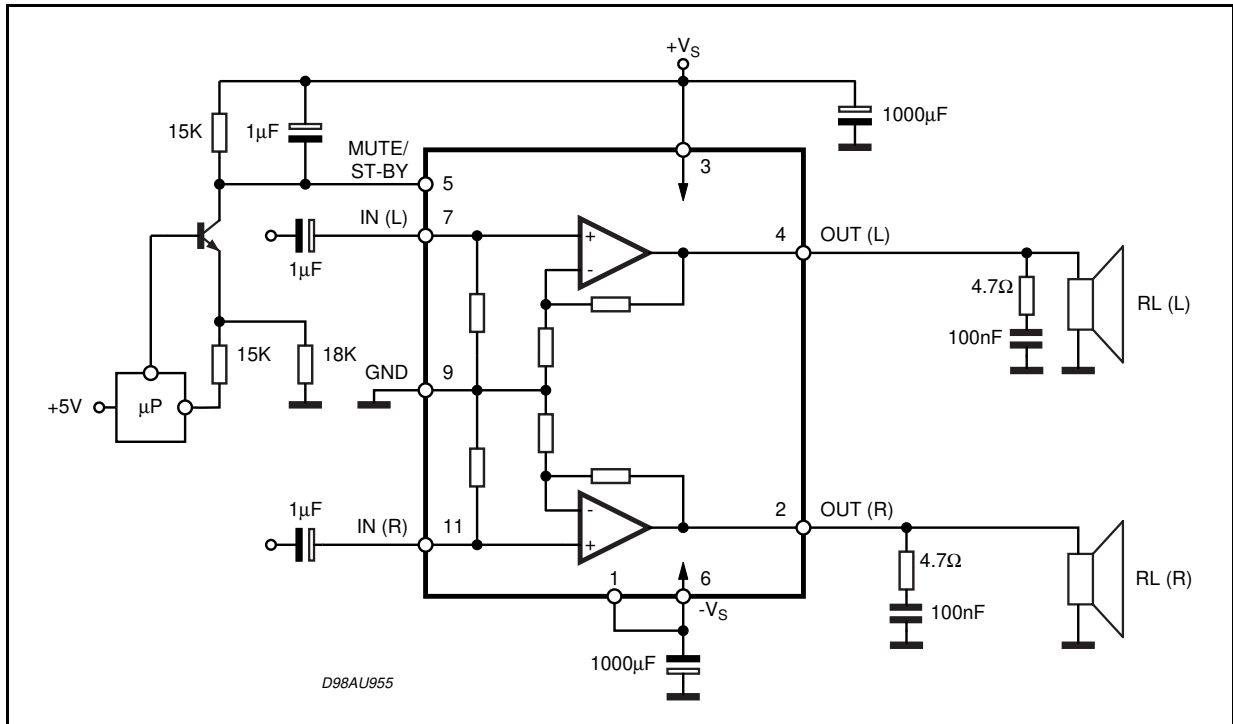 +VS
1000µF
15K
1µF
MUTE/
ST-BY
3
5
IN (L)
7
+
-
4
OUT (L)
1µF
4.7Ω
RL (L)
100nF
15K
18K
GND
9
+5V
µP
1µF
IN (R)
11
-
+
2
OUT (R)
4.7Ω
RL (R)
1
6
-VS
100nF
1000µF
D98AU955